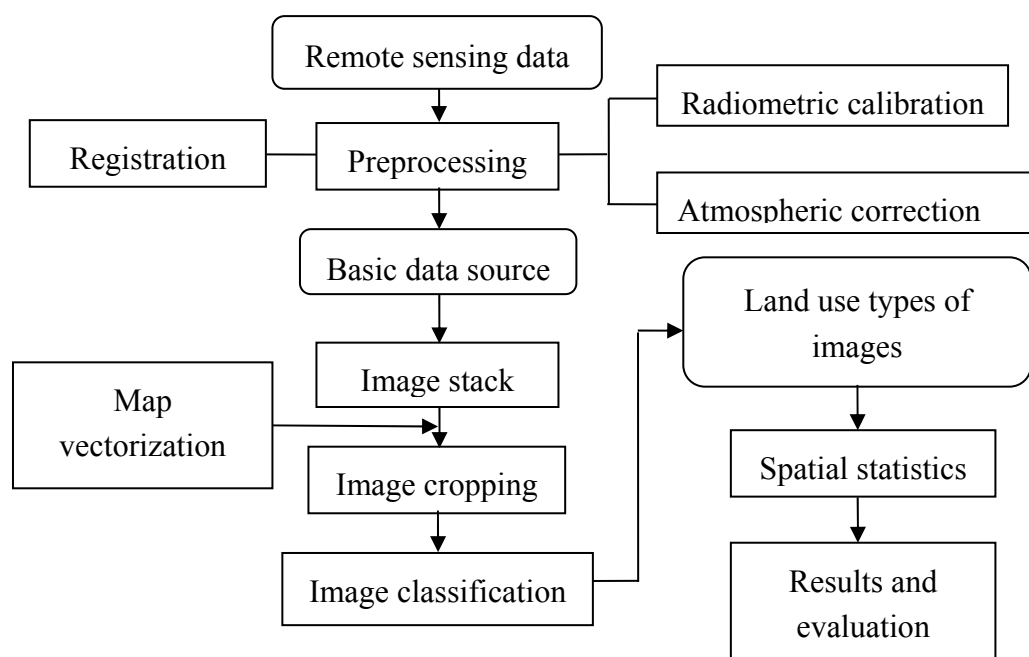 Remote sensing data
Radiometric calibration
Registration
Preprocessing
Atmospheric correction
Basic data source
Land use types of
images
Image stack
Map
vectorization
Image cropping
Spatial statistics
Image classification
Results and
evaluation